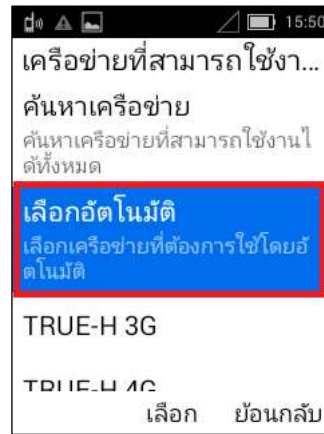 15:50
เครือข่ายที่สามารถใช้งา...
ค้นหาเครือข่าย
ค้นหาเครือข่ายที่สามารถใช้งานไ
ด้ทั้งหมด
เลือกอัตโนมัติ
เลือกเครือข่ายที่ต้องการใช้โดยอั
ตโนมัติ
TRUE-H 3G
TRUE-H 4G
เลือก ย้อนกลับ